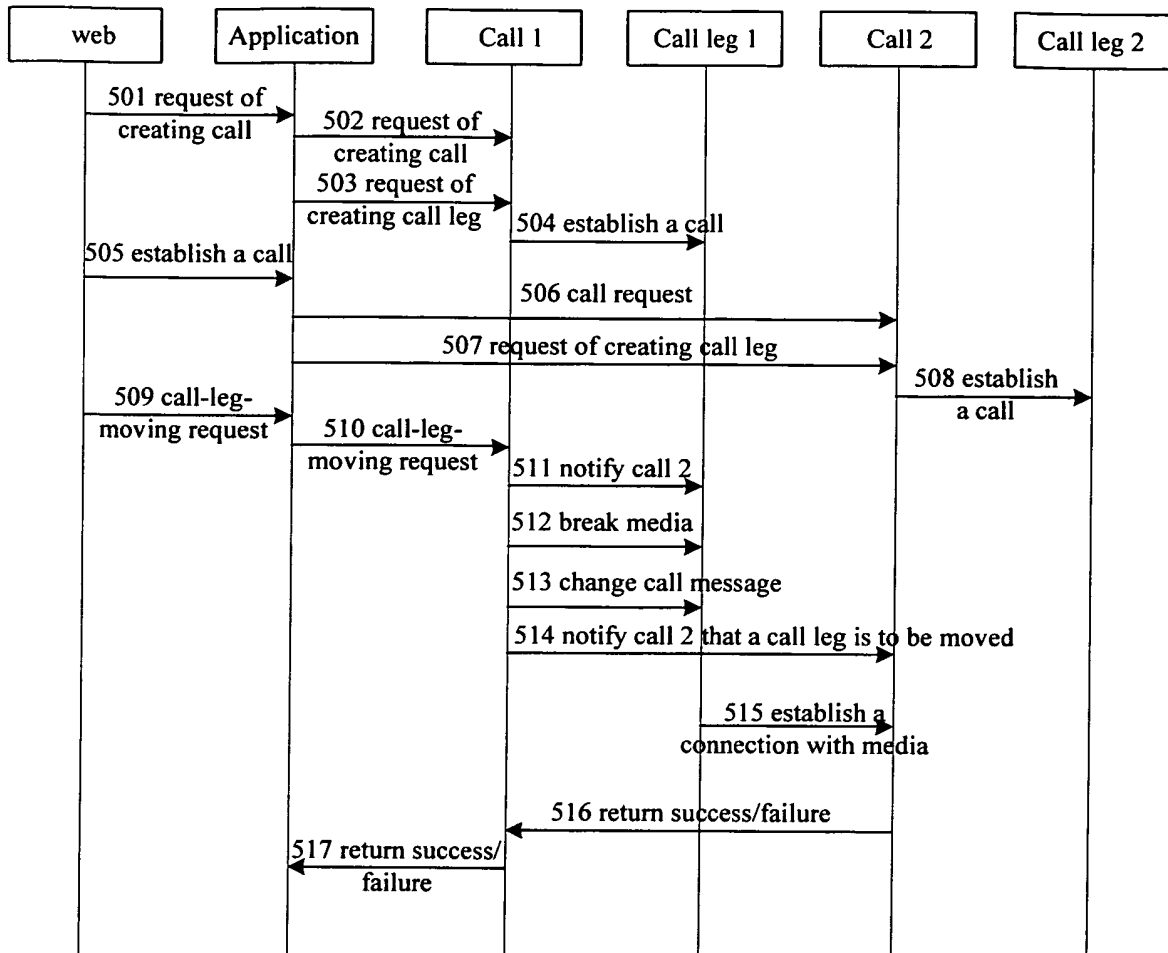 web
Application
Call 1
Call leg 1
Call 2
Call leg 2
501 request of
creating call
502 request of
creating call
503 request of
creating call leg
504 establish a call
505 establish a call
506 call request
507 request of creating call leg
508 establish
a call
509 call-leg-
moving request
510 call-leg-
moving request
511 notify call 2
512 break media
513 change call message
514 notify call 2 that a call leg is to be moved
515 establish a
connection with media
516 return success/failure
517 return success/
failure